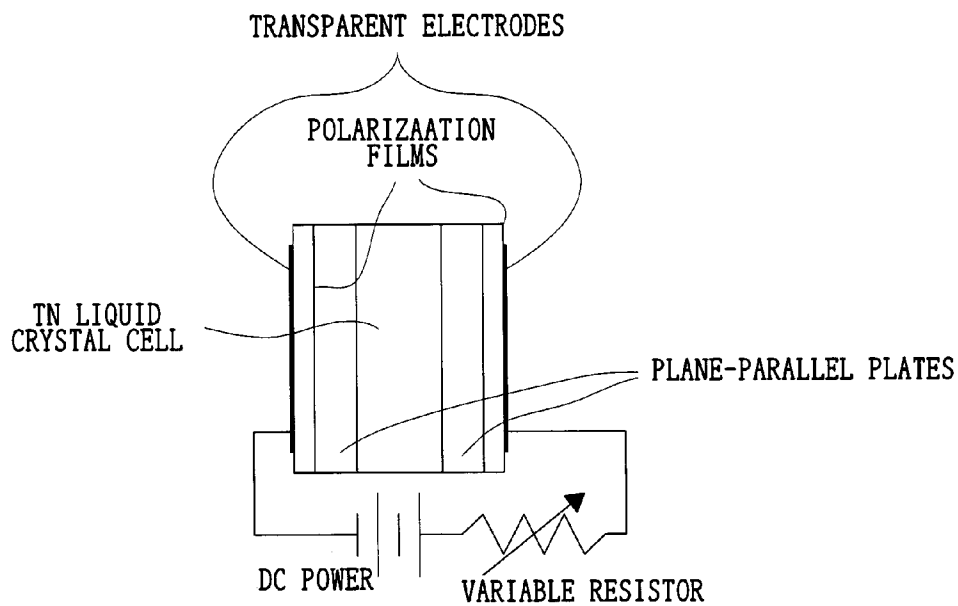 TRANSPARENT ELECTRODES
POLARIZAATION
FILMS
TN LIQUID
CRYSTAL CELL
PLANE-PARALLEL PLATES
DC POWER
VARIABLE RESISTOR